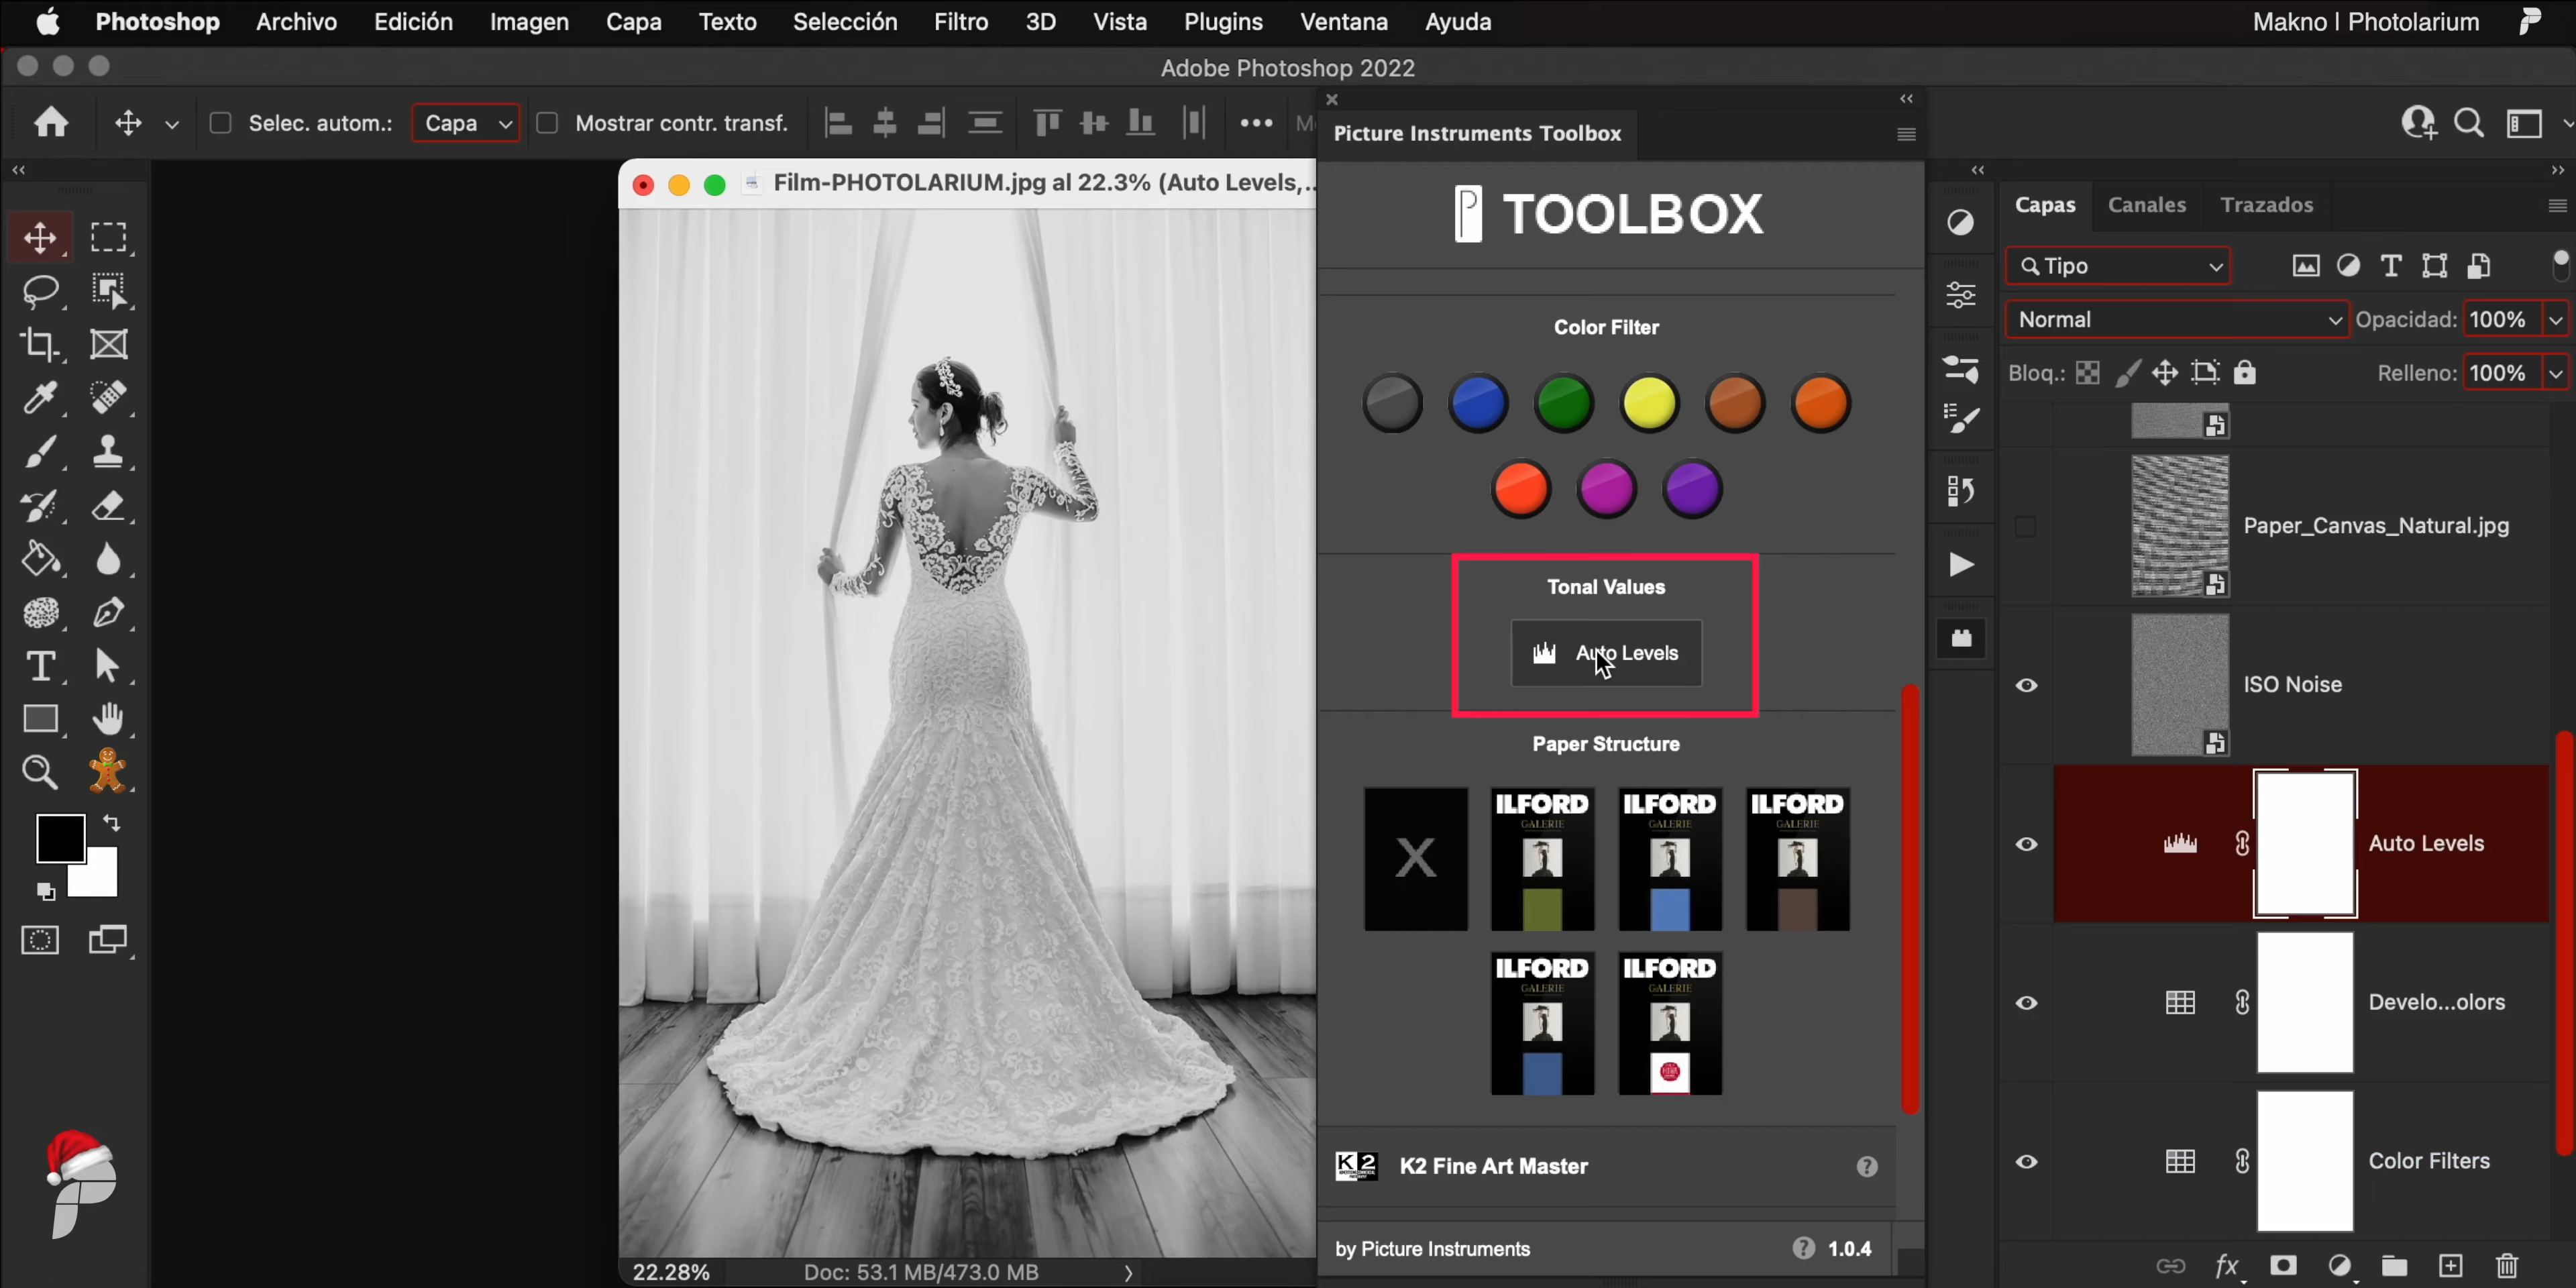 Photoshop Archivo Edición Imagen Capa Texto Selección Filtro 3D Vista Plugins Ventana Ayuda Makno | Photolarium
Adobe Photoshop 2022
Selec. autom.: Capa Mostrar contr. transf.
Picture Instruments Toolbox
Film-PHOTOLARIUM.jpg al 22.3% (Auto Levels,...
TOOLBOX
Color Filter
Tonal Values
Auto Levels
Paper Structure
X
ILFORD ILFORD ILFORD
GALERIE GALERIE GALERIE
ILFORD ILFORD
GALERIE GALERIE
K2 K2 Fine Art Master ?
by Picture Instruments ? 1.0.4
22.28% Doc: 53.1 MB/473.0 MB
Capas Canales Trazados
Tipo
Normal Opacidad: 100%
Bloq.: Relleno: 100%
Paper_Canvas_Natural.jpg
ISO Noise
Auto Levels
Develo...olors
Color Filters
fx